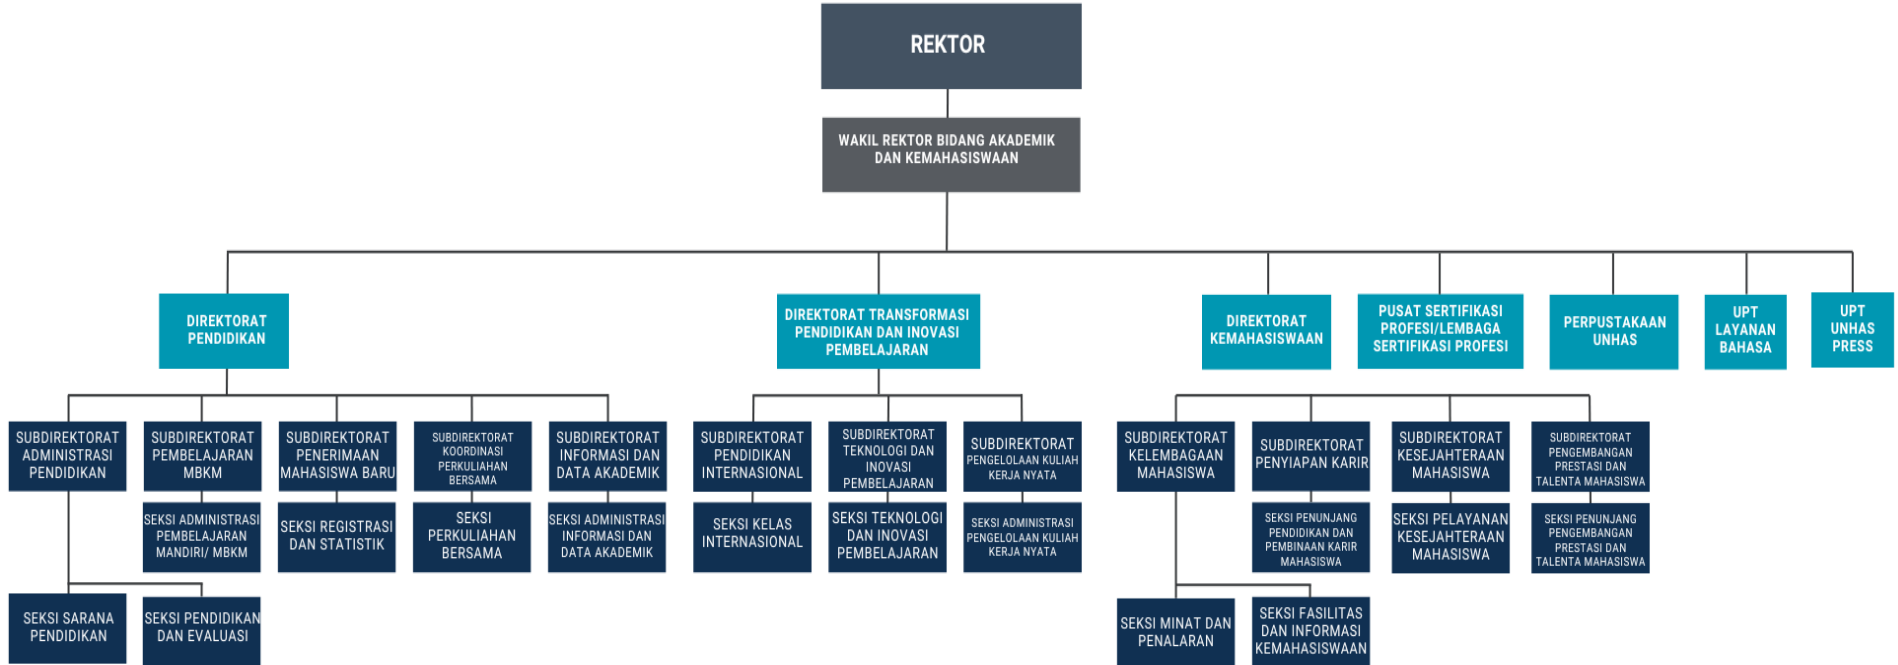 REKTOR
WAKIL REKTOR BIDANG AKADEMIK
DAN KEMAHASISWAAN
DIREKTORAT
PENDIDIKAN
DIREKTORAT TRANSFORMASI
PENDIDIKAN DAN INOVASI
PEMBELAJARAN
DIREKTORAT
KEMAHASISWAAN
PUSAT SERTIFIKASI
PROFESI/LEMBAGA
SERTIFIKASI PROFESI
PERPUSTAKAAN
UNHAS
UPT
LAYANAN
BAHASA
UPT
UNHAS
PRESS
SUBDIREKTORAT
ADMINISTRASI
PENDIDIKAN
SUBDIREKTORAT
PEMBELAJARAN
MBKM
SUBDIREKTORAT
PENERIMAAN
MAHASISWA BARU
SUBDIREKTORAT
KOORDINASI
PERKULIAHAN
BERSAMA
SUBDIREKTORAT
INFORMASI DAN
DATA AKADEMIK
SUBDIREKTORAT
PENDIDIKAN
INTERNASIONAL
SUBDIREKTORAT
TEKNOLOGI DAN
INOVASI
PEMBELAJARAN
SUBDIREKTORAT
PENGELOLAAN KULIAH
KERJA NYATA
SUBDIREKTORAT
KELEMBAGAAN
MAHASISWA
SUBDIREKTORAT
PENYIAPAN KARIR
SUBDIREKTORAT
KESEJAHTERAAN
MAHASISWA
SUBDIREKTORAT
PENGEMBANGAN
PRESTASI DAN
TALENTA MAHASISWA
SEKSI ADMINISTRASI
PEMBELAJARAN
MANDIRI/ MBKM
SEKSI REGISTRASI
DAN STATISTIK
SEKSI
PERKULIAHAN
BERSAMA
SEKSI ADMINISTRASI
INFORMASI DAN
DATA AKADEMIK
SEKSI KELAS
INTERNASIONAL
SEKSI TEKNOLOGI
DAN INOVASI
PEMBELAJARAN
SEKSI ADMINISTRASI
PENGELOLAAN KULIAH
KERJA NYATA
SEKSI PENUNJANG
PENDIDIKAN DAN
PEMBINAAN KARIR
MAHASISWA
SEKSI PELAYANAN
KESEJAHTERAAN
MAHASISWA
SEKSI PENUNJANG
PENGEMBANGAN
PRESTASI DAN
TALENTA MAHASISWA
SEKSI SARANA
PENDIDIKAN
SEKSI PENDIDIKAN
DAN EVALUASI
SEKSI MINAT DAN
PENALARAN
SEKSI FASILITAS
DAN INFORMASI
KEMAHASISWAAN